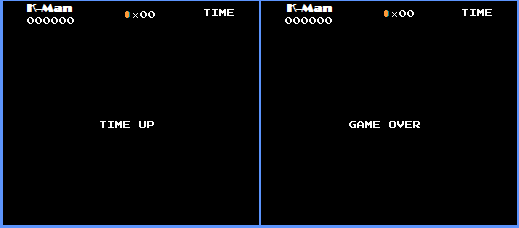 K-Man
000000
×00
TIME
TIME UP
K-Man
000000
×00
TIME
GAME OVER